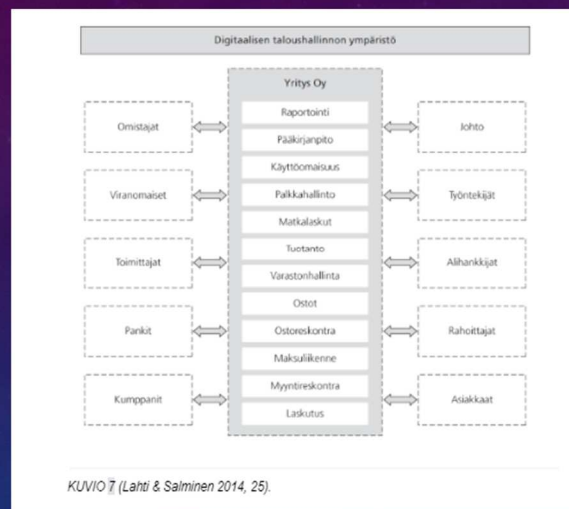 Digitaalisen taloushallinnon ympäristö
Yritys Oy
Omistajat
Viranomaiset
Toimittajat
Pankit
Kumppanit
Raportointi
Pääkirjanpito
Käyttöomaisuus
Palkkahallinto
Matkalaskut
Tuotanto
Varastonhallinta
Ostot
Ostoreskontra
Maksuliikenne
Myyntireskontra
Laskutus
Johto
Työntekijät
Alihankkijat
Rahoittajat
Asiakkaat
KUVIO 7 (Lahti & Salminen 2014, 25).